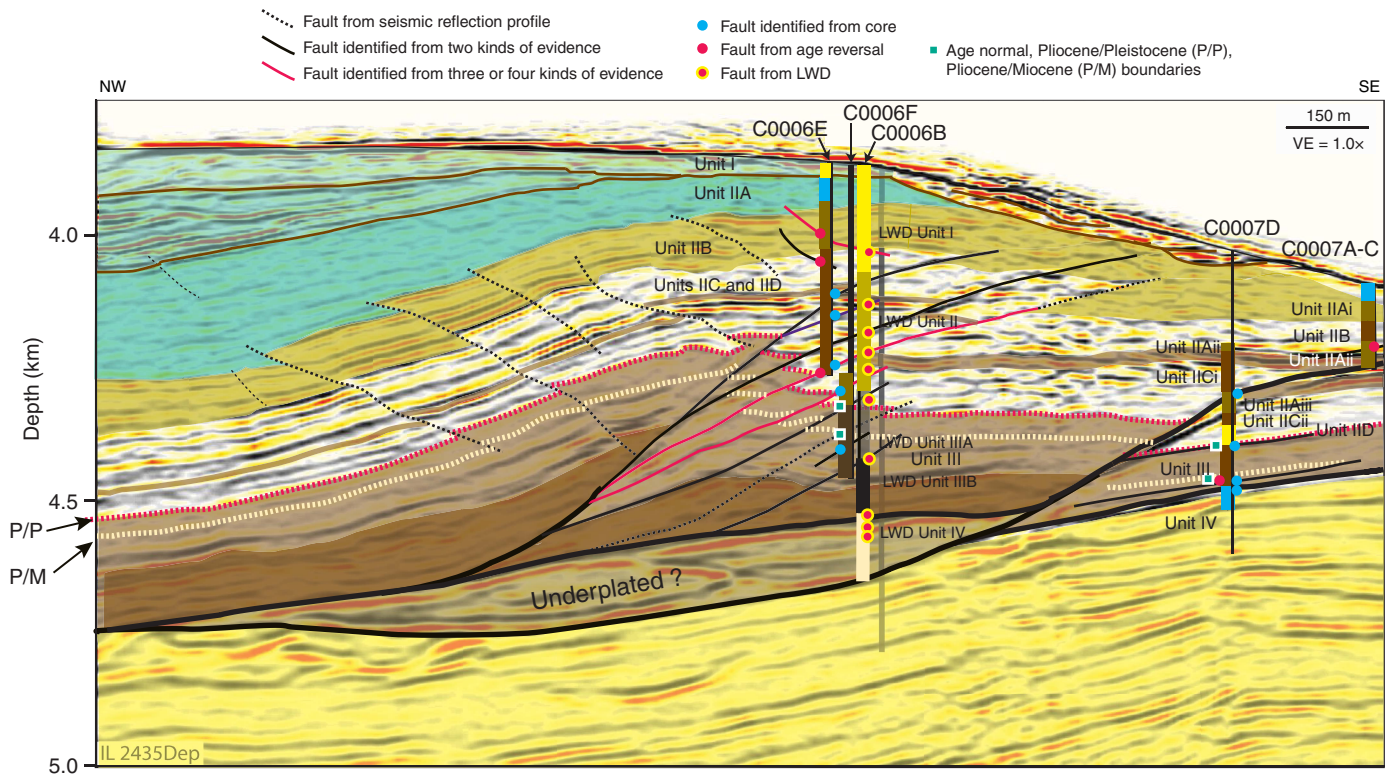 Fault from seismic reflection profile
Fault identified from two kinds of evidence
Fault identified from three or four kinds of evidence
Fault identified from core
Fault from age reversal
Fault from LWD
Age normal, Pliocene/Pleistocene (P/P),
Pliocene/Miocene (P/M) boundaries
NW
SE
150 m
VE = 1.0×
C0006E
C0006F
C0006B
C0007D
C0007A-C
Unit I
Unit IIA
Unit IIB
Units IIC and IID
LWD Unit I
LWD Unit II
WD Unit IIIA
Unit III
LWD Unit IIIB
LWD Unit IV
Unit IIAi
Unit IIB
Unit IIAii
Unit IIAii
Unit IICi
Unit IIAiii
Unit IICii
Unit IID
Unit III
Unit IV
Underplated ?
4.0
4.5
5.0
Depth (km)
P/P
P/M
IL 2435Dep